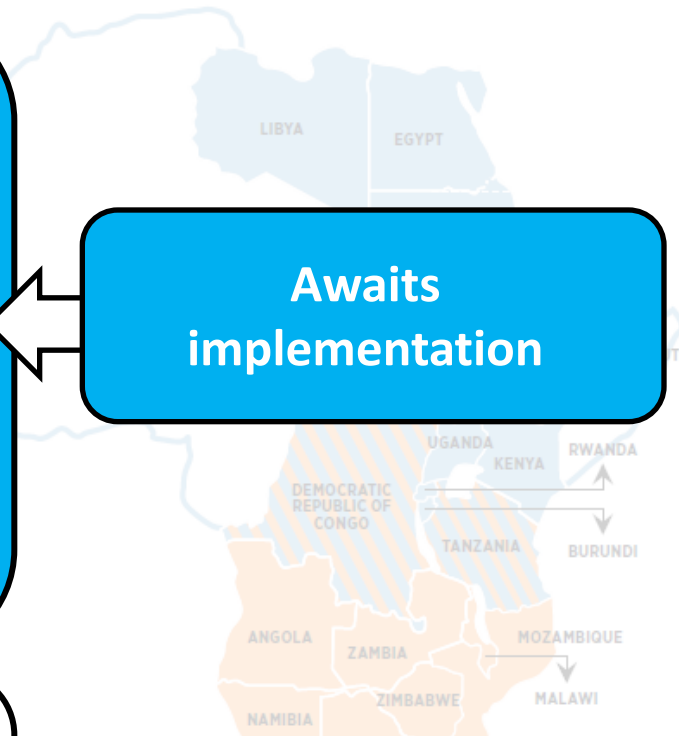 LIBYA
EGYPT
Awaits
implementation
UGANDA
KENYA
RWANDA
DEMOCRATIC
REPUBLIC OF
CONGO
TANZANIA
BURUNDI
ANGOLA
ZAMBIA
MOZAMBIQUE
ZIMBABWE
MALAWI
NAMIBIA